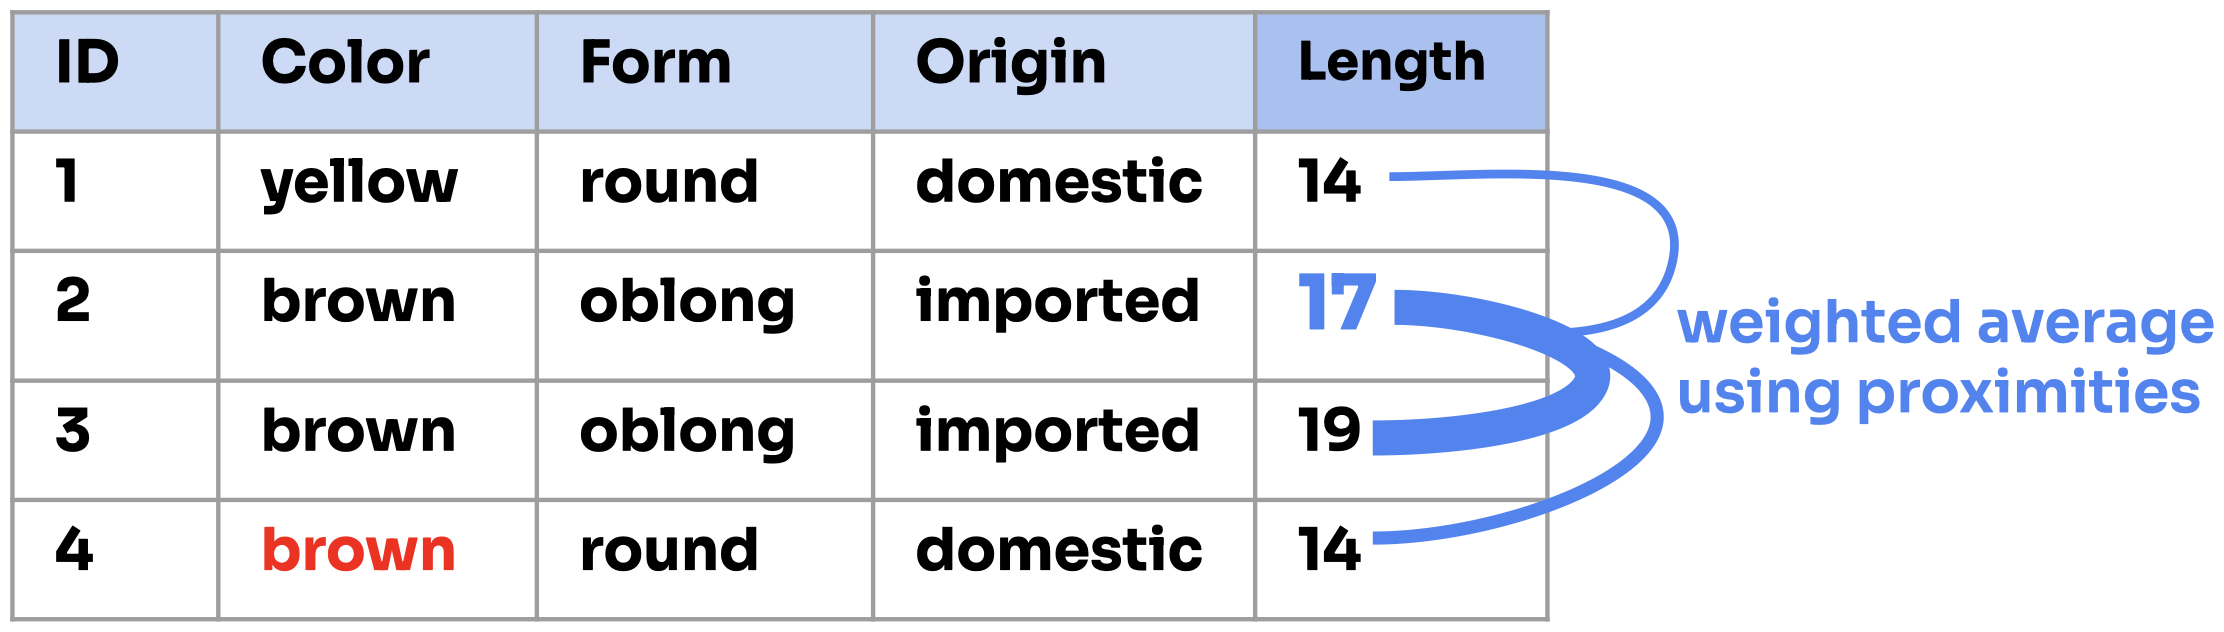 ID Color Form Origin Length
1 yellow round domestic 14
2 brown oblong imported 17
3 brown oblong imported 19
4 brown round domestic 14
weighted average
using proximities